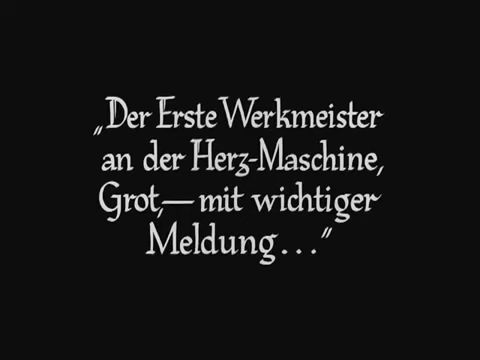 „Der Erste Werkmeister
an der Herz-Maschine,
Grot,— mit wichtiger
Meldung...”